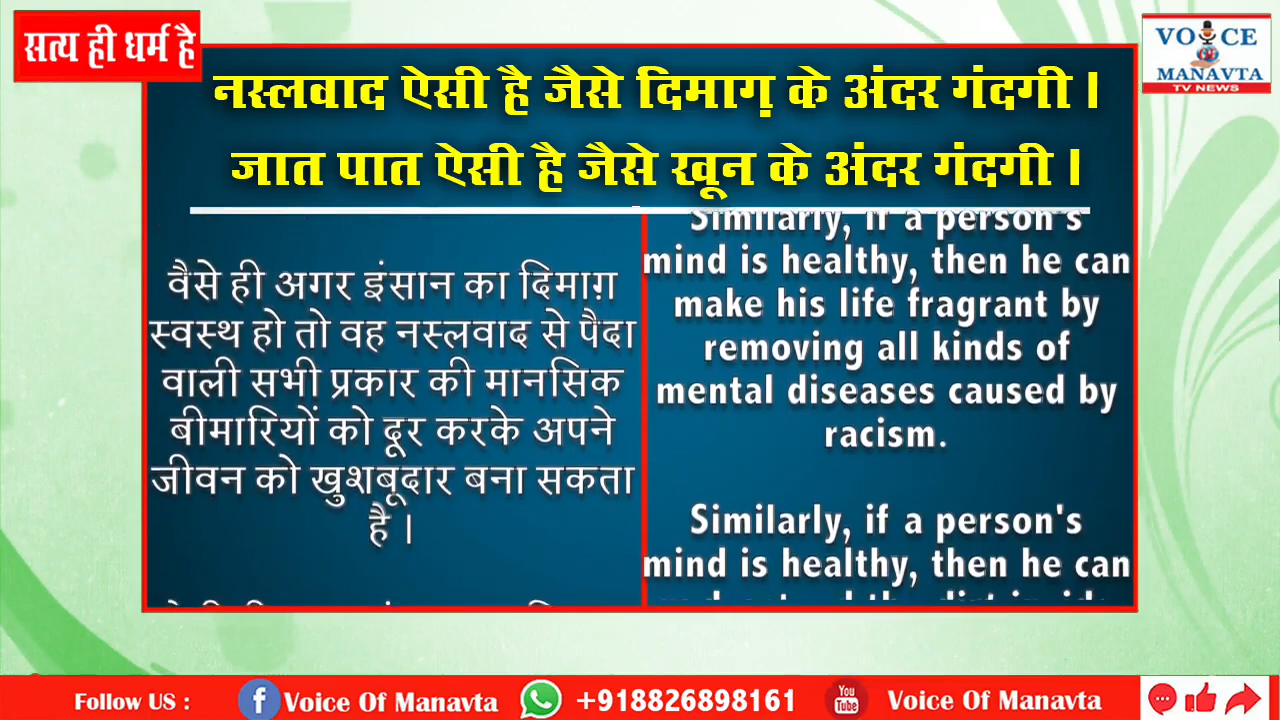 सत्य ही धर्म है
VOICE
OF
MANAVTA
TV NEWS
नस्लवाद ऐसी है जैसे दिमाग़ के अंदर गंदगी ।
जात पात ऐसी है जैसे खून के अंदर गंदगी ।
वैसे ही अगर इंसान का दिमाग़
स्वस्थ हो तो वह नस्लवाद से पैदा
वाली सभी प्रकार की मानसिक
बीमारियों को दूर करके अपने
जीवन को खुशबूदार बना सकता
है ।
Similarly, if a person's
mind is healthy, then he can
make his life fragrant by
removing all kinds of
mental diseases caused by
racism.
Similarly, if a person's
mind is healthy, then he can
Follow US :
Voice Of Manavta
+918826898161
You
Tube
Voice Of Manavta